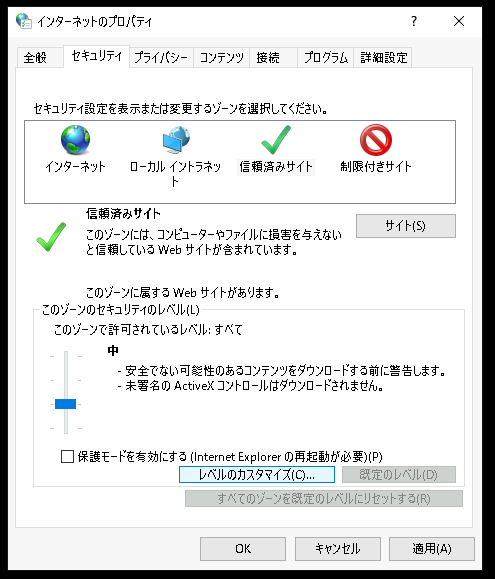 インターネットのプロパティ
?
全般 セキュリティ プライバシー コンテンツ 接続 プログラム 詳細設定
セキュリティ設定を表示または変更するゾーンを選択してください。
インターネット ローカル イントラネッ 信頼済みサイト 制限付きサイト
ト
信頼済みサイト
サイト(S)
このゾーンには、コンピューターやファイルに損害を与えない
と信頼している Web サイトが含まれています。
このゾーンに属する Web サイトがあります。
このゾーンのセキュリティのレベル(L)
このゾーンで許可されているレベル: すべて
中
- 安全でない可能性のあるコンテンツをダウンロードする前に警告します。
- 未署名の ActiveX コントロールはダウンロードされません。
保護モードを有効にする (Internet Explorer の再起動が必要)(P)
レベルのカスタマイズ(C)... 既定のレベル(D)
すべてのゾーンを既定のレベルにリセットする(R)
OK キャンセル 適用(A)